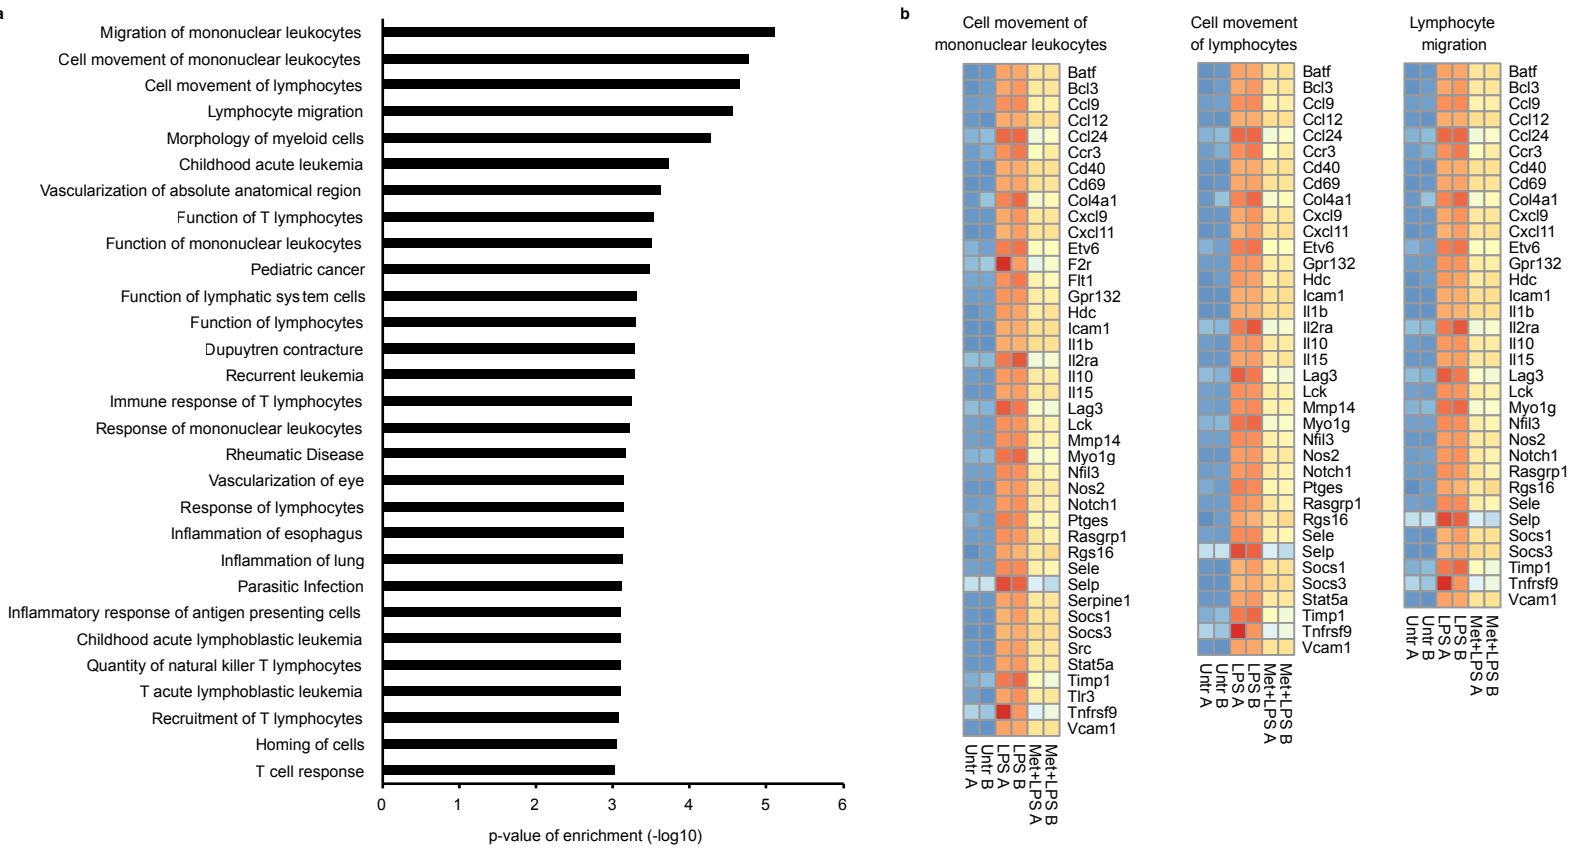 a
Migration of mononuclear leukocytes
Cell movement of mononuclear leukocytes
Cell movement of lymphocytes
Lymphocyte migration
Morphology of myeloid cells
Childhood acute leukemia
Vascularization of absolute anatomical region
Function of T lymphocytes
Function of mononuclear leukocytes
Pediatric cancer
Function of lymphatic system cells
Function of lymphocytes
Dupuytren contracture
Recurrent leukemia
Immune response of T lymphocytes
Response of mononuclear leukocytes
Rheumatic Disease
Vascularization of eye
Response of lymphocytes
Inflammation of esophagus
Inflammation of lung
Parasitic Infection
Inflammatory response of antigen presenting cells
Childhood acute lymphoblastic leukemia
Quantity of natural killer T lymphocytes
T acute lymphoblastic leukemia
Recruitment of T lymphocytes
Homing of cells
T cell response
0 1 2 3 4 5 6
p-value of enrichment (-log10)
b
Cell movement of
mononuclear leukocytes
Batf
Bcl3
Ccl9
Ccl12
Ccl24
Ccr3
Cd40
Cd69
Col4a1
Cxcl9
Cxcl11
Etv6
F2r
Flt1
Gpr132
Hdc
Icam1
Il1b
Il2ra
Il10
Il15
Lag3
Lck
Mmp14
Myo1g
Nfil3
Nos2
Notch1
Ptges
Rasgrp1
Rgs16
Sele
Selp
Serpine1
Socs1
Socs3
Src
Stat5a
Timp1
Tlr3
Tnfrsf9
Vcam1
Untr A
Untr B
LPS A
LPS B
Met+LPS A
Met+LPS B
Cell movement
of lymphocytes
Batf
Bcl3
Ccl9
Ccl12
Ccl24
Ccr3
Cd40
Cd69
Col4a1
Cxcl9
Cxcl11
Etv6
Gpr132
Hdc
Icam1
Il1b
Il2ra
Il10
Il15
Lag3
Lck
Mmp14
Myo1g
Nfil3
Nos2
Notch1
Ptges
Rasgrp1
Rgs16
Sele
Selp
Socs1
Socs3
Stat5a
Timp1
Tnfrsf9
Vcam1
Untr A
Untr B
LPS A
LPS B
Met+LPS A
Met+LPS B
Lymphocyte
migration
Batf
Bcl3
Ccl9
Ccl12
Ccl24
Ccr3
Cd40
Cd69
Col4a1
Cxcl9
Cxcl11
Etv6
Gpr132
Hdc
Icam1
Il1b
Il2ra
Il10
Il15
Lag3
Lck
Myo1g
Nfil3
Nos2
Notch1
Rasgrp1
Rgs16
Sele
Selp
Socs1
Socs3
Timp1
Tnfrsf9
Vcam1
Untr A
Untr B
LPS A
LPS B
Met+LPS A
Met+LPS B